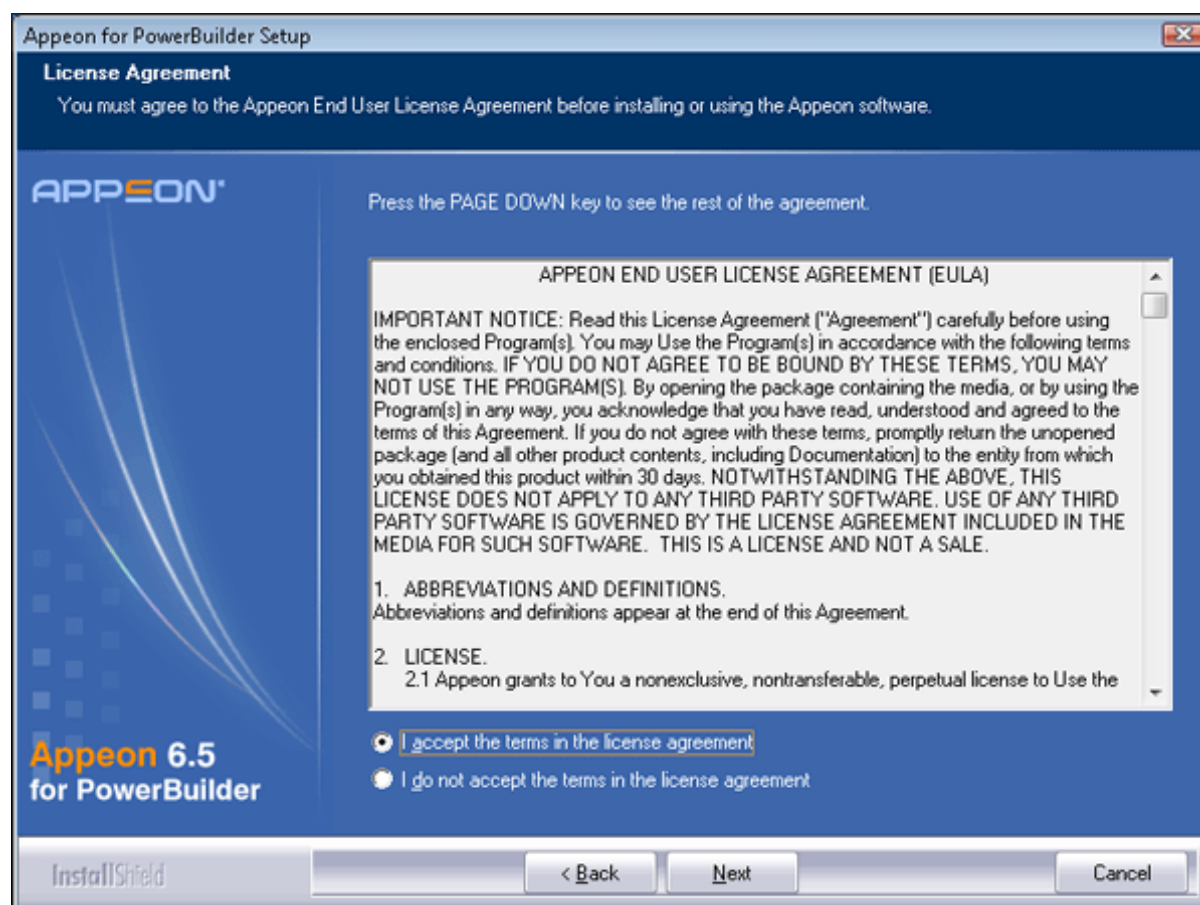 Appeon for PowerBuilder Setup
License Agreement
You must agree to the Appeon End User License Agreement before installing or using the Appeon software.
APPEON
Press the PAGE DOWN key to see the rest of the agreement.
APPEON END USER LICENSE AGREEMENT (EULA)
IMPORTANT NOTICE: Read this License Agreement ("Agreement") carefully before using
the enclosed Program(s). You may Use the Program(s) in accordance with the following terms
and conditions. IF YOU DO NOT AGREE TO BE BOUND BY THESE TERMS, YOU MAY
NOT USE THE PROGRAM(S). By opening the package containing the media, or by using the
Program(s) in any way, you acknowledge that you have read, understood and agreed to the
terms of this Agreement. If you do not agree with these terms, promptly return the unopened
package (and all other product contents, including Documentation) to the entity from which
you obtained this product within 30 days. NOTWITHSTANDING THE ABOVE, THIS
LICENSE DOES NOT APPLY TO ANY THIRD PARTY SOFTWARE. USE OF ANY THIRD
PARTY SOFTWARE IS GOVERNED BY THE LICENSE AGREEMENT INCLUDED IN THE
MEDIA FOR SUCH SOFTWARE.  THIS IS A LICENSE AND NOT A SALE.
1.  ABBREVIATIONS AND DEFINITIONS.
Abbreviations and definitions appear at the end of this Agreement.
2.  LICENSE.
2.1 Appeon grants to You a nonexclusive, nontransferable, perpetual license to Use the
I accept the terms in the license agreement
I do not accept the terms in the license agreement
Appeon 6.5
for PowerBuilder
InstallShield
< Back
Next
Cancel